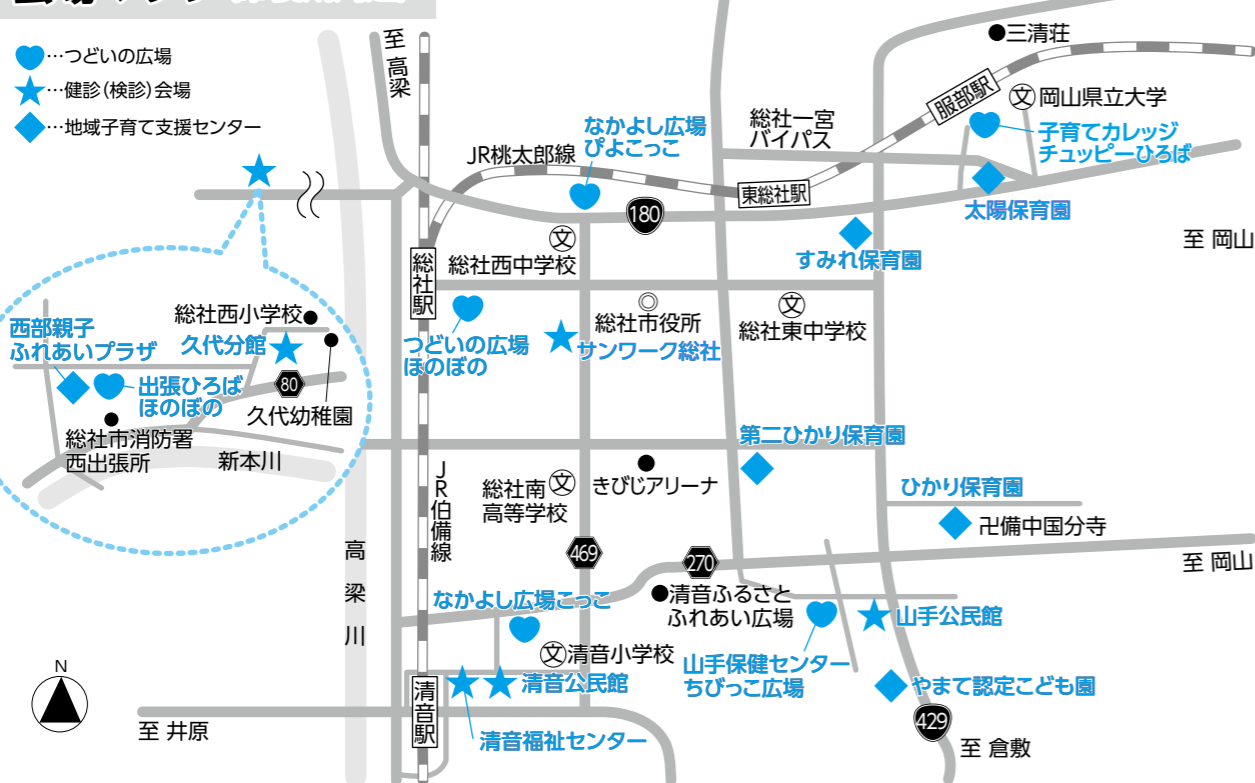 …つどいの広場
…健診(検診)会場
…地域子育て支援センター
至 高梁
三清荘
服部駅
文 岡山県立大学
子育てカレッジ
チュッピーひろば
総社一宮
バイパス
なかよし広場
ぴよこっこ
JR桃太郎線
東総社駅
180
太陽保育園
すみれ保育園
至 岡山
文
総社西中学校
総社駅
つどいの広場
ほのぼの
総社市役所
サンワーク総社
文
総社東中学校
総社西小学校
久代分館
西部親子
ふれあいプラザ
出張ひろば
ほのぼの
80
久代幼稚園
総社市消防署
西出張所
新本川
第二ひかり保育園
きびじアリーナ
総社南
高等学校
文
JR伯備線
ひかり保育園
卍備中国分寺
高梁川
469
270
至 岡山
清音ふるさと
ふれあい広場
なかよし広場こっこ
文清音小学校
山手公民館
山手保健センター
ちびっこ広場
清音公民館
やまて認定こども園
清音駅
清音福祉センター
N
至 井原
429
至 倉敷